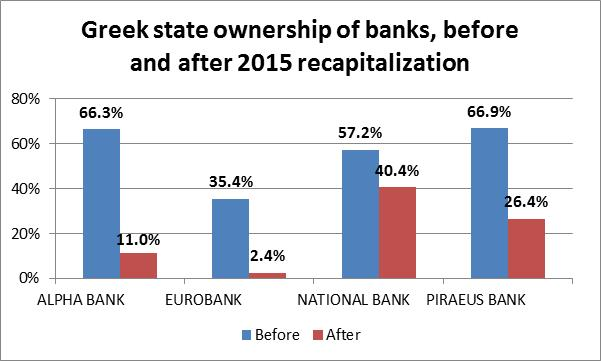 Greek state ownership of banks, before
and after 2015 recapitalization
80%
60%
40%
20%
0%
66.3%
11.0%
35.4%
2.4%
57.2%
40.4%
66.9%
26.4%
ALPHA BANK
EUROBANK
NATIONAL BANK
PIRAEUS BANK
Before
After